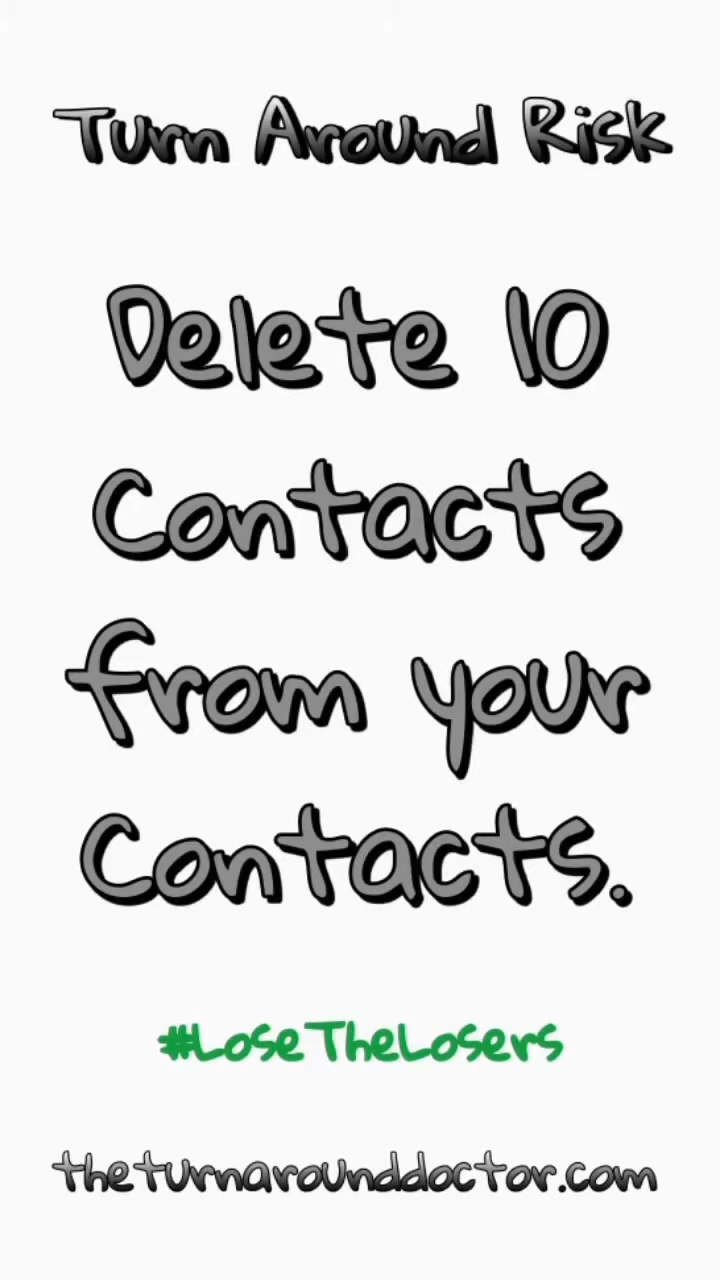 Turn Around Risk
Delete 10
Contacts
from your
Contacts.
#LoseTheLosers
theturnarounddoctor.com